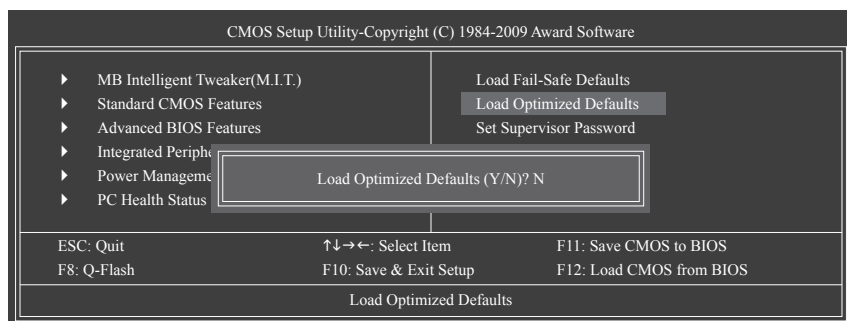 CMOS Setup Utility-Copyright (C) 1984-2009 Award Software
MB Intelligent Tweaker(M.I.T.)
Standard CMOS Features
Advanced BIOS Features
Integrated Periphe
Power Manageme
PC Health Status
Load Fail-Safe Defaults
Load Optimized Defaults
Set Supervisor Password
Load Optimized Defaults (Y/N)? N
ESC: Quit ↑↓→←: Select Item F11: Save CMOS to BIOS
F8: Q-Flash F10: Save & Exit Setup F12: Load CMOS from BIOS
Load Optimized Defaults